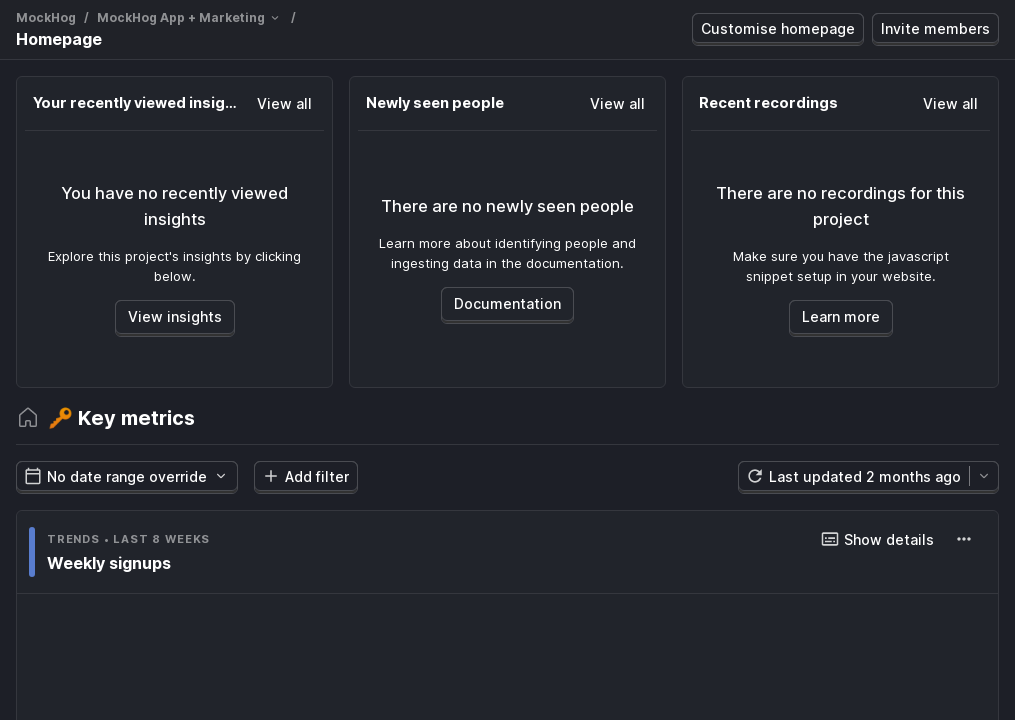 MockHog / MockHog App + Marketing /
Homepage
Customise homepage
Invite members
Your recently viewed insig...
View all
You have no recently viewed
insights
Explore this project's insights by clicking
below.
View insights
Newly seen people
View all
There are no newly seen people
Learn more about identifying people and
ingesting data in the documentation.
Documentation
Recent recordings
View all
There are no recordings for this
project
Make sure you have the javascript
snippet setup in your website.
Learn more
Key metrics
No date range override
Add filter
Last updated 2 months ago
TRENDS • LAST 8 WEEKS
Weekly signups
Show details